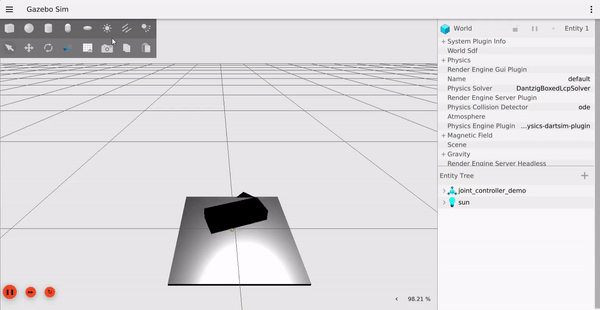 Gazebo Sim
World
Entity 1
System Plugin Info
World Sdf
Physics
Render Engine Gui Plugin
Name default
Physics Solver DantzigBoxedLcpSolver
Render Engine Server Plugin
Physics Collision Detector ode
Atmosphere
Physics Engine Plugin ...ysics-dartsim-plugin
Magnetic Field
Scene
Gravity
Render Engine Server Headless
Entity Tree
joint_controller_demo
sun
98.21 %